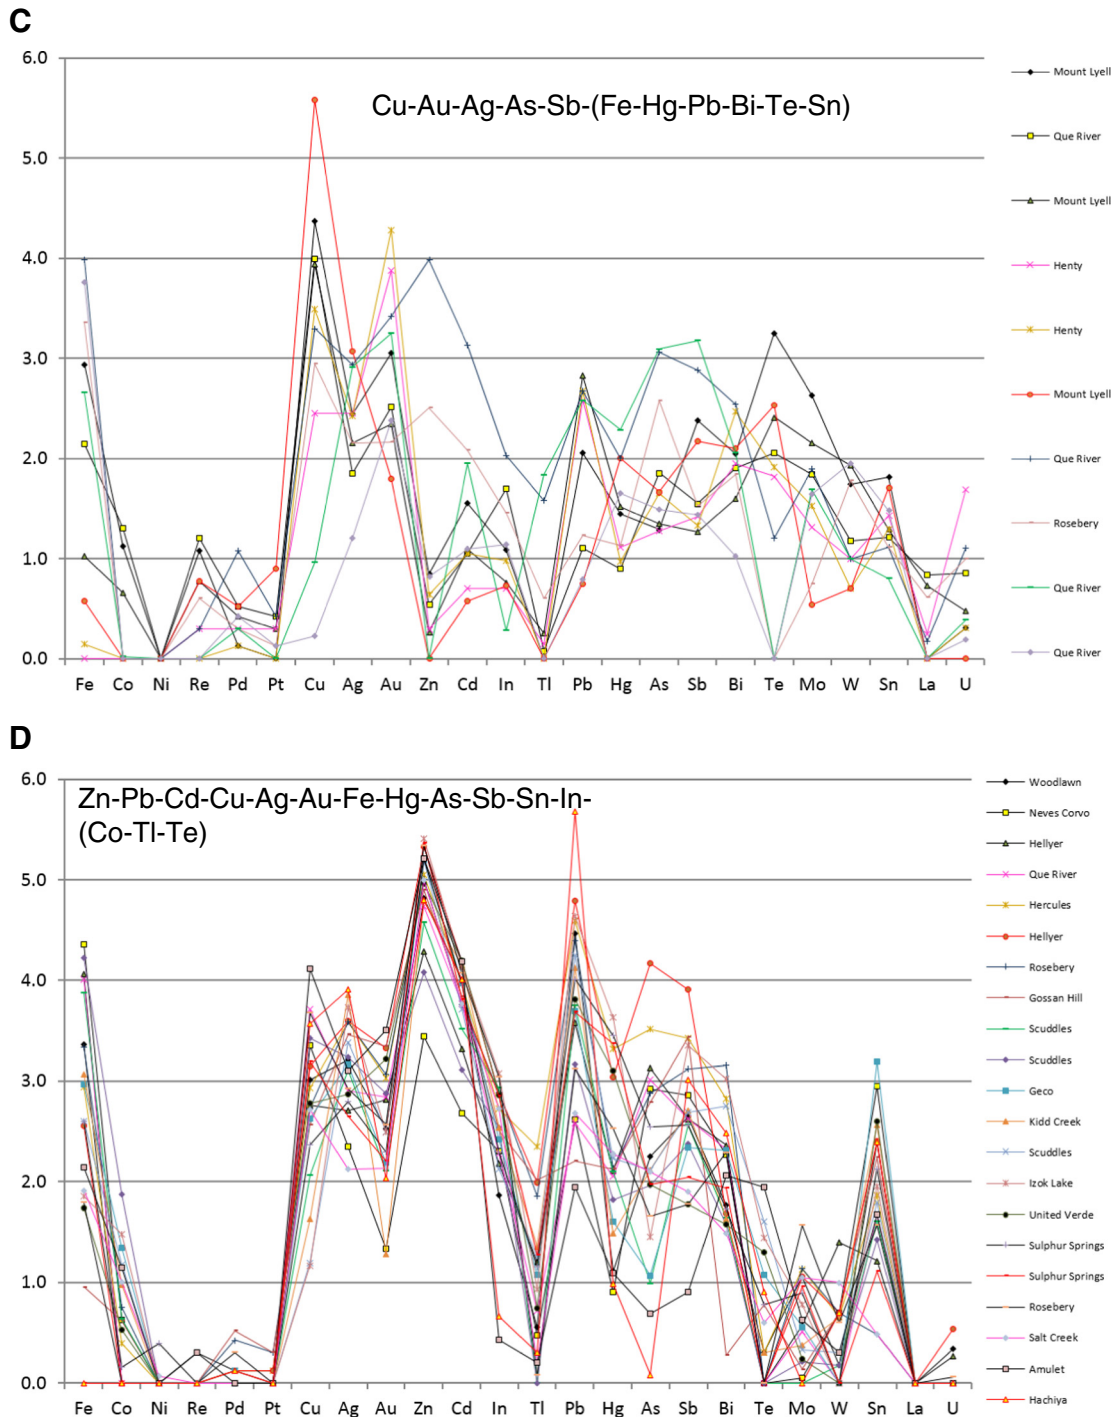 C
6.0
5.0
4.0
3.0
2.0
1.0
0.0
Cu-Au-Ag-As-Sb-(Fe-Hg-Pb-Bi-Te-Sn)
Fe Co Ni Re Pd Pt Cu Ag Au Zn Cd In Tl Pb Hg As Sb Bi Te Mo W Sn La U
Mount Lyell
Que River
Mount Lyell
Henty
Henty
Mount Lyell
Que River
Rosebery
Que River
Que River
D
6.0
5.0
4.0
3.0
2.0
1.0
0.0
Zn-Pb-Cd-Cu-Ag-Au-Fe-Hg-As-Sb-Sn-In-
(Co-Tl-Te)
Fe Co Ni Re Pd Pt Cu Ag Au Zn Cd In Tl Pb Hg As Sb Bi Te Mo W Sn La U
Woodlawn
Neves Corvo
Hellyer
Que River
Hercules
Hellyer
Rosebery
Gossan Hill
Scuddles
Scuddles
Geco
Kidd Creek
Scuddles
Izok Lake
United Verde
Sulphur Springs
Sulphur Springs
Rosebery
Salt Creek
Amulet
Hachiya